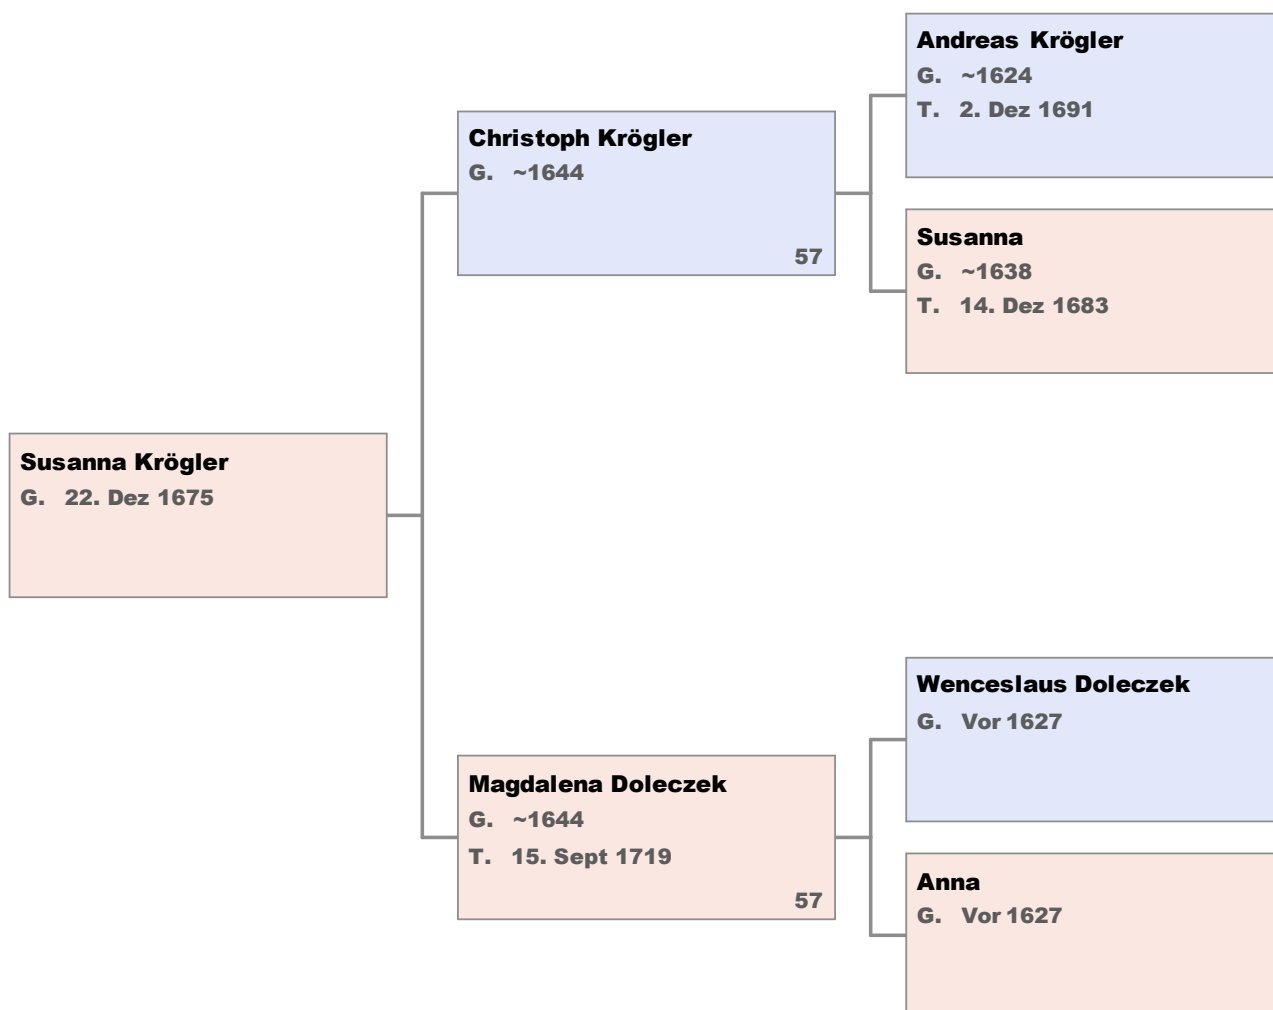 Andreas Krögler
G. ~1624
T. 2. Dez 1691
Christoph Krögler
G. ~1644
57
Susanna
G. ~1638
T. 14. Dez 1683
Susanna Krögler
G. 22. Dez 1675
Wenceslaus Doleczek
G. Vor 1627
Magdalena Doleczek
G. ~1644
T. 15. Sept 1719
57
Anna
G. Vor 1627